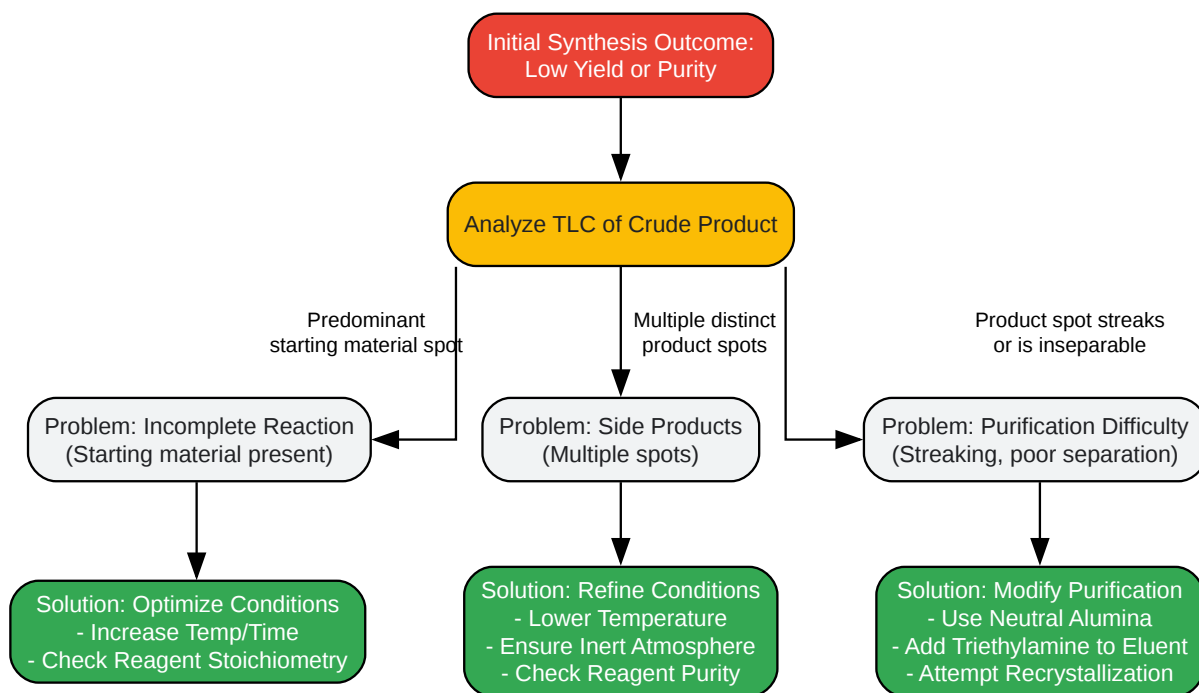 Initial Synthesis Outcome:
Low Yield or Purity
Analyze TLC of Crude Product
Predominant
starting material spot
Multiple distinct
product spots
Product spot streaks
or is inseparable
Problem: Incomplete Reaction
(Starting material present)
Problem: Side Products
(Multiple spots)
Problem: Purification Difficulty
(Streaking, poor separation)
Solution: Optimize Conditions
- Increase Temp/Time
- Check Reagent Stoichiometry
Solution: Refine Conditions
- Lower Temperature
- Ensure Inert Atmosphere
- Check Reagent Purity
Solution: Modify Purification
- Use Neutral Alumina
- Add Triethylamine to Eluent
- Attempt Recrystallization